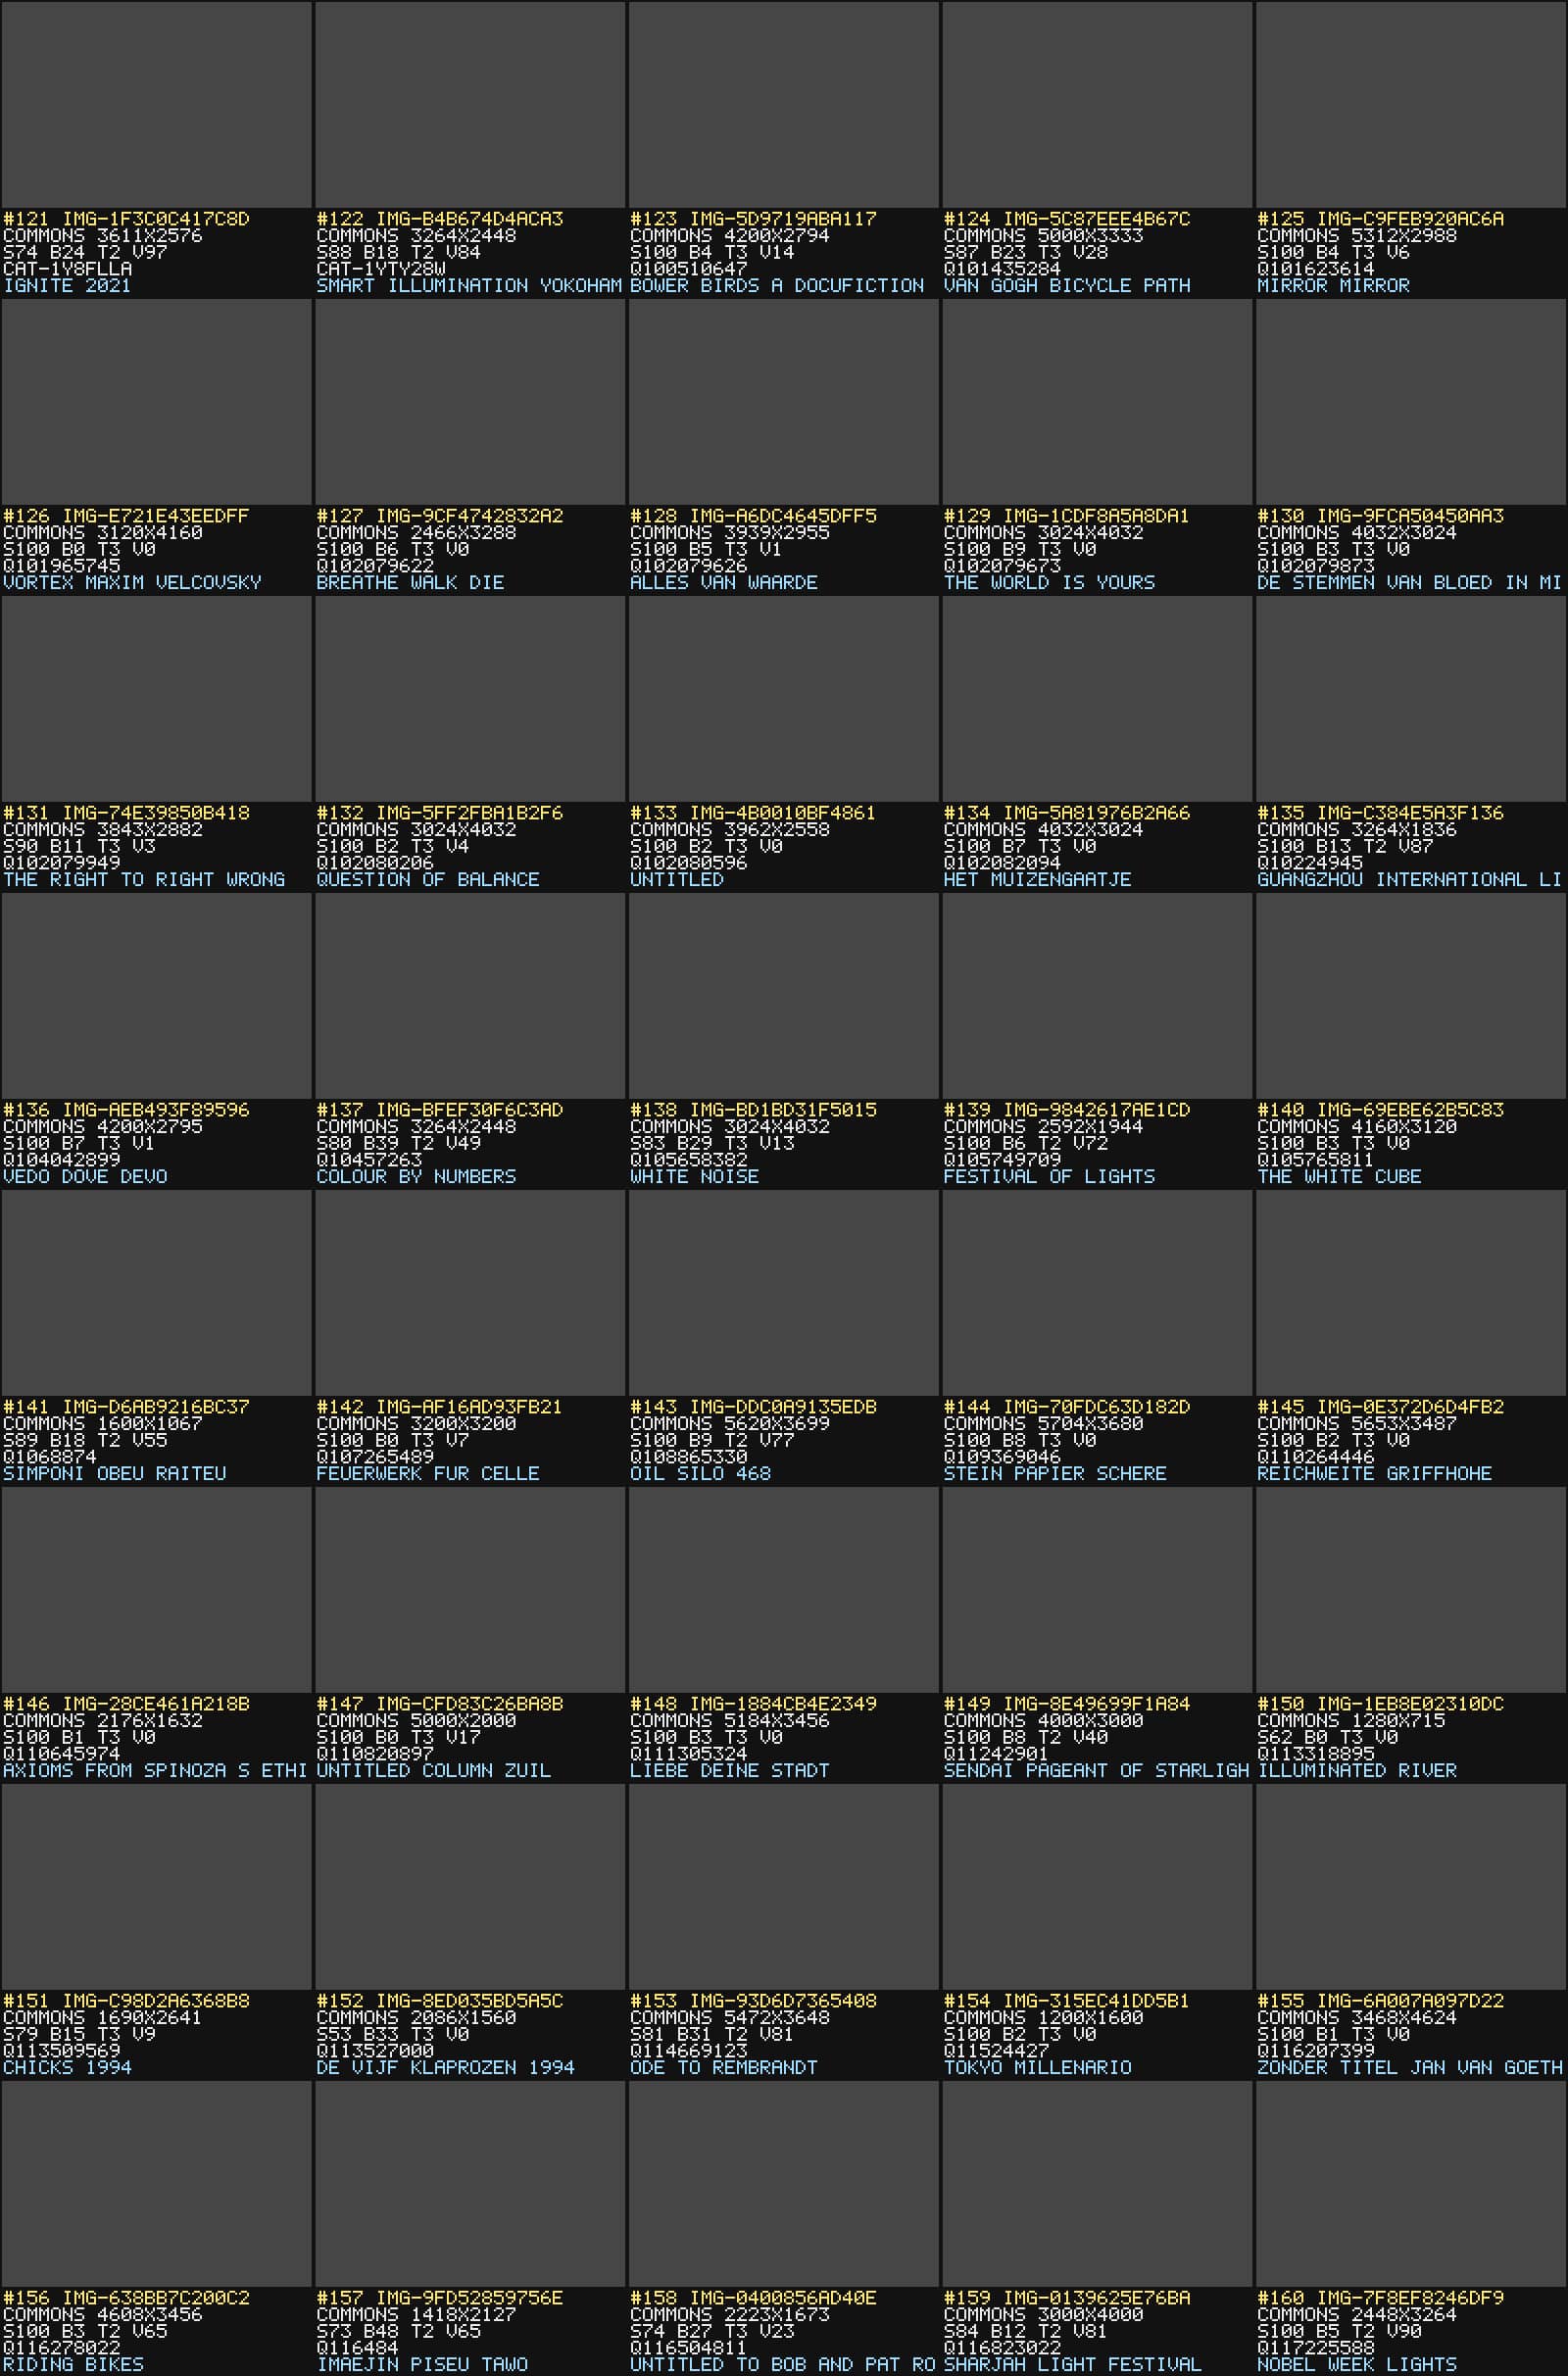 #121 IMG-1F3C0C417C8D
COMMONS 3611X2576
S74 B24 T2 V97
CAT-1Y8FLLA
IGNITE 2021
#122 IMG-B4B674D4ACA3
COMMONS 3264X2448
S88 B18 T2 V84
CAT-1YTY28W
SMART ILLUMINATION YOKOHAM
#123 IMG-5D9719ABA117
COMMONS 4200X2794
S100 B4 T3 V14
Q100510647
BOWER BIRDS A DOCUFICTION
#124 IMG-5C87EEE4B67C
COMMONS 5000X3333
S87 B23 T3 V28
Q101435284
VAN GOGH BICYCLE PATH
#125 IMG-C9FEB920AC6A
COMMONS 5312X2988
S100 B4 T3 V6
Q101623614
MIRROR MIRROR
#126 IMG-E721E43EEDFF
COMMONS 3120X4160
S100 B0 T3 V0
Q101965745
VORTEX MAXIM VELCOVSKY
#127 IMG-9CF4742832A2
COMMONS 2466X3288
S100 B6 T3 V0
Q102079622
BREATHE WALK DIE
#128 IMG-A6DC4645DFF5
COMMONS 3939X2955
S100 B5 T3 V1
Q102079626
ALLES VAN WAARDE
#129 IMG-1CDF8A5A8DA1
COMMONS 3024X4032
S100 B9 T3 V0
Q102079673
THE WORLD IS YOURS
#130 IMG-9FCA50450AA3
COMMONS 4032X3024
S100 B3 T3 V0
Q102079873
DE STEMMEN VAN BLOED IN MI
#131 IMG-74E39850B418
COMMONS 3843X2882
S90 B11 T3 V3
Q102079949
THE RIGHT TO RIGHT WRONG
#132 IMG-5FF2FBA1B2F6
COMMONS 3024X4032
S100 B2 T3 V4
Q102080206
QUESTION OF BALANCE
#133 IMG-4B0010BF4861
COMMONS 3962X2558
S100 B2 T3 V0
Q102080596
UNTITLED
#134 IMG-5A81976B2A66
COMMONS 4032X3024
S100 B7 T3 V0
Q102082094
HET MUIZENGAATJE
#135 IMG-C384E5A3F136
COMMONS 3264X1836
S100 B13 T2 V87
Q10224945
GUANGZHOU INTERNATIONAL LI
#136 IMG-AEB493F89596
COMMONS 4200X2795
S100 B7 T3 V1
Q104042899
VEDO DOVE DEVO
#137 IMG-BFEF30F6C3AD
COMMONS 3264X2448
S80 B39 T2 V49
Q10457263
COLOUR BY NUMBERS
#138 IMG-BD1BD31F5015
COMMONS 3024X4032
S83 B29 T3 V13
Q105658382
WHITE NOISE
#139 IMG-9842617AE1CD
COMMONS 2592X1944
S100 B6 T2 V72
Q105749709
FESTIVAL OF LIGHTS
#140 IMG-69EBE62B5C83
COMMONS 4160X3120
S100 B3 T3 V0
Q105765811
THE WHITE CUBE
#141 IMG-D6AB9216BC37
COMMONS 1600X1067
S89 B18 T2 V55
Q1068874
SIMPONI OBEU RAITEU
#142 IMG-AF16AD93FB21
COMMONS 3200X3200
S100 B0 T3 V7
Q107265489
FEUERWERK FUR CELLE
#143 IMG-DDC0A9135EDB
COMMONS 5620X3699
S100 B9 T2 V77
Q108865330
OIL SILO 468
#144 IMG-70FDC63D182D
COMMONS 5704X3680
S100 B8 T3 V0
Q109369046
STEIN PAPIER SCHERE
#145 IMG-0E372D6D4FB2
COMMONS 5653X3487
S100 B2 T3 V0
Q110264446
REICHWEITE GRIFFHOHE
#146 IMG-28CE461A218B
COMMONS 2176X1632
S100 B1 T3 V0
Q110645974
AXIOMS FROM SPINOZA S ETHI
#147 IMG-CFD83C26BA8B
COMMONS 5000X2000
S100 B0 T3 V17
Q110820897
UNTITLED COLUMN ZUIL
#148 IMG-1884CB4E2349
COMMONS 5184X3456
S100 B3 T3 V0
Q111305324
LIEBE DEINE STADT
#149 IMG-8E49699F1A84
COMMONS 4000X3000
S100 B8 T2 V40
Q11242901
SENDAI PAGEANT OF STARLIGH
#150 IMG-1EB8E02310DC
COMMONS 1280X715
S62 B0 T3 V0
Q113318895
ILLUMINATED RIVER
#151 IMG-C98D2A6368B8
COMMONS 1690X2641
S79 B15 T3 V9
Q113509569
CHICKS 1994
#152 IMG-8ED035BD5A5C
COMMONS 2086X1560
S53 B33 T3 V0
Q113527000
DE VIJF KLAPROZEN 1994
#153 IMG-93D6D7365408
COMMONS 5472X3648
S81 B31 T2 V81
Q114669123
ODE TO REMBRANDT
#154 IMG-315EC41DD5B1
COMMONS 1200X1600
S100 B2 T3 V0
Q11524427
TOKYO MILLENARIO
#155 IMG-6A007A097D22
COMMONS 3468X4624
S100 B1 T3 V0
Q116207399
ZONDER TITEL JAN VAN GOETH
#156 IMG-638BB7C200C2
COMMONS 4608X3456
S100 B3 T2 V65
Q116278022
RIDING BIKES
#157 IMG-9FD52859756E
COMMONS 1418X2127
S73 B48 T2 V65
Q116484
IMAEJIN PISEU TAWO
#158 IMG-0400856AD40E
COMMONS 2223X1673
S74 B27 T3 V23
Q116504811
UNTITLED TO BOB AND PAT RO
#159 IMG-0139625E76BA
COMMONS 3000X4000
S84 B12 T2 V81
Q116823022
SHARJAH LIGHT FESTIVAL
#160 IMG-7F8EF8246DF9
COMMONS 2448X3264
S100 B5 T2 V90
Q117225588
NOBEL WEEK LIGHTS